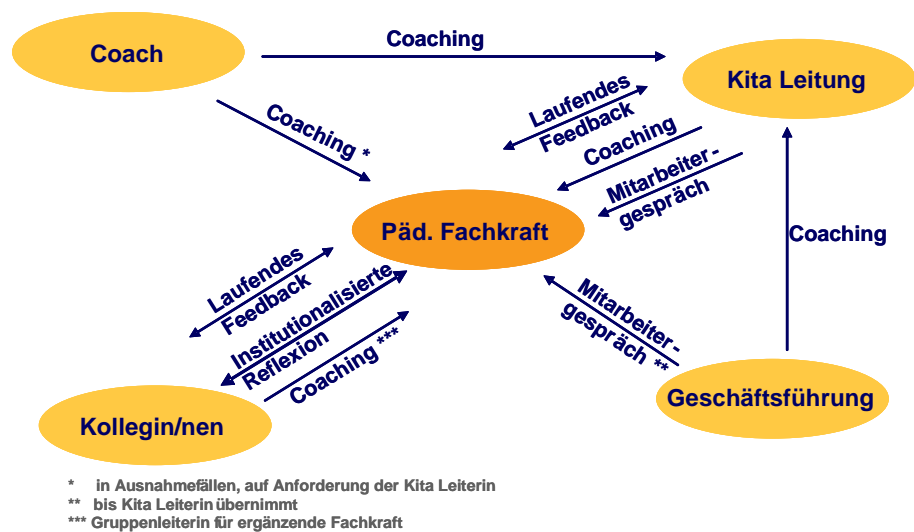 Coach
Coaching
Kita Leitung
Coaching *
Laufendes
Feedback
Coaching
Mitarbeiter-
gespräch
Päd. Fachkraft
Coaching
Laufendes
Feedback
Institutionalisierte
Reflexion
Coaching ***
Mitarbeiter-
gespräch **
Geschäftsführung
Kollegin/nen
* in Ausnahmefällen, auf Anforderung der Kita Leiterin
** bis Kita Leiterin übernimmt
*** Gruppenleiterin für ergänzende Fachkraft